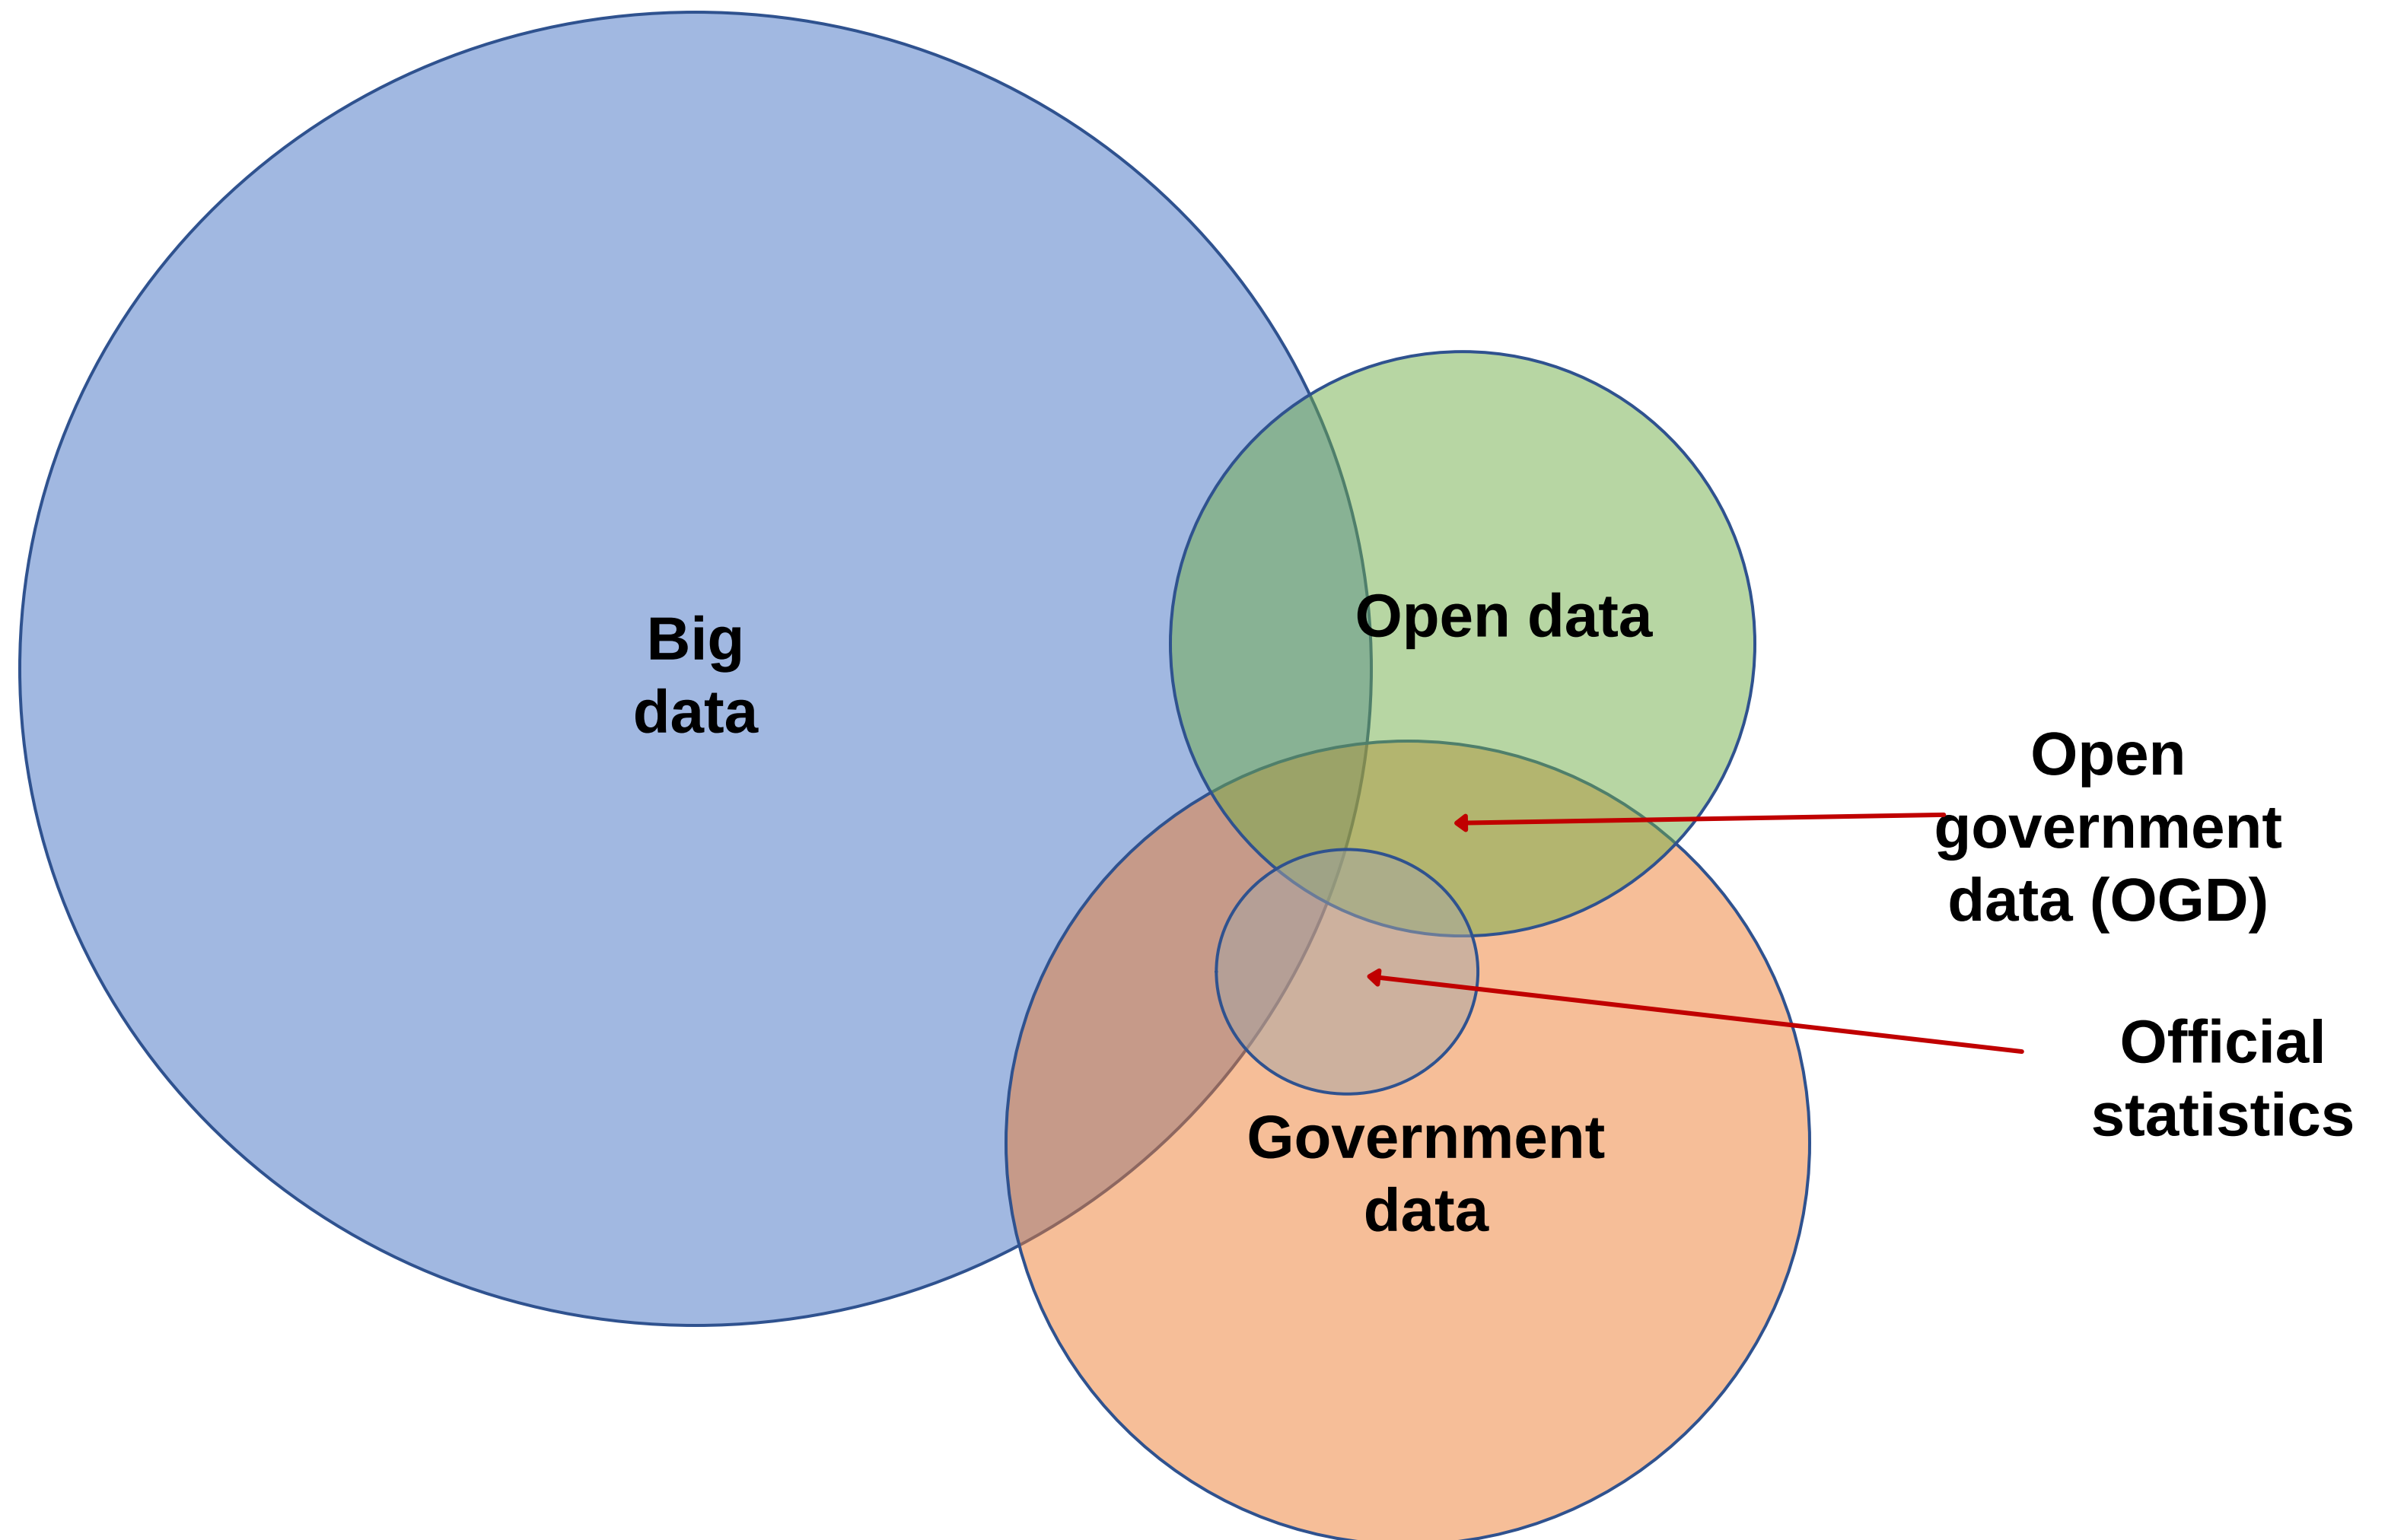 Big
data
Open data
Open
government
data (OGD)
Official
statistics
Government
data